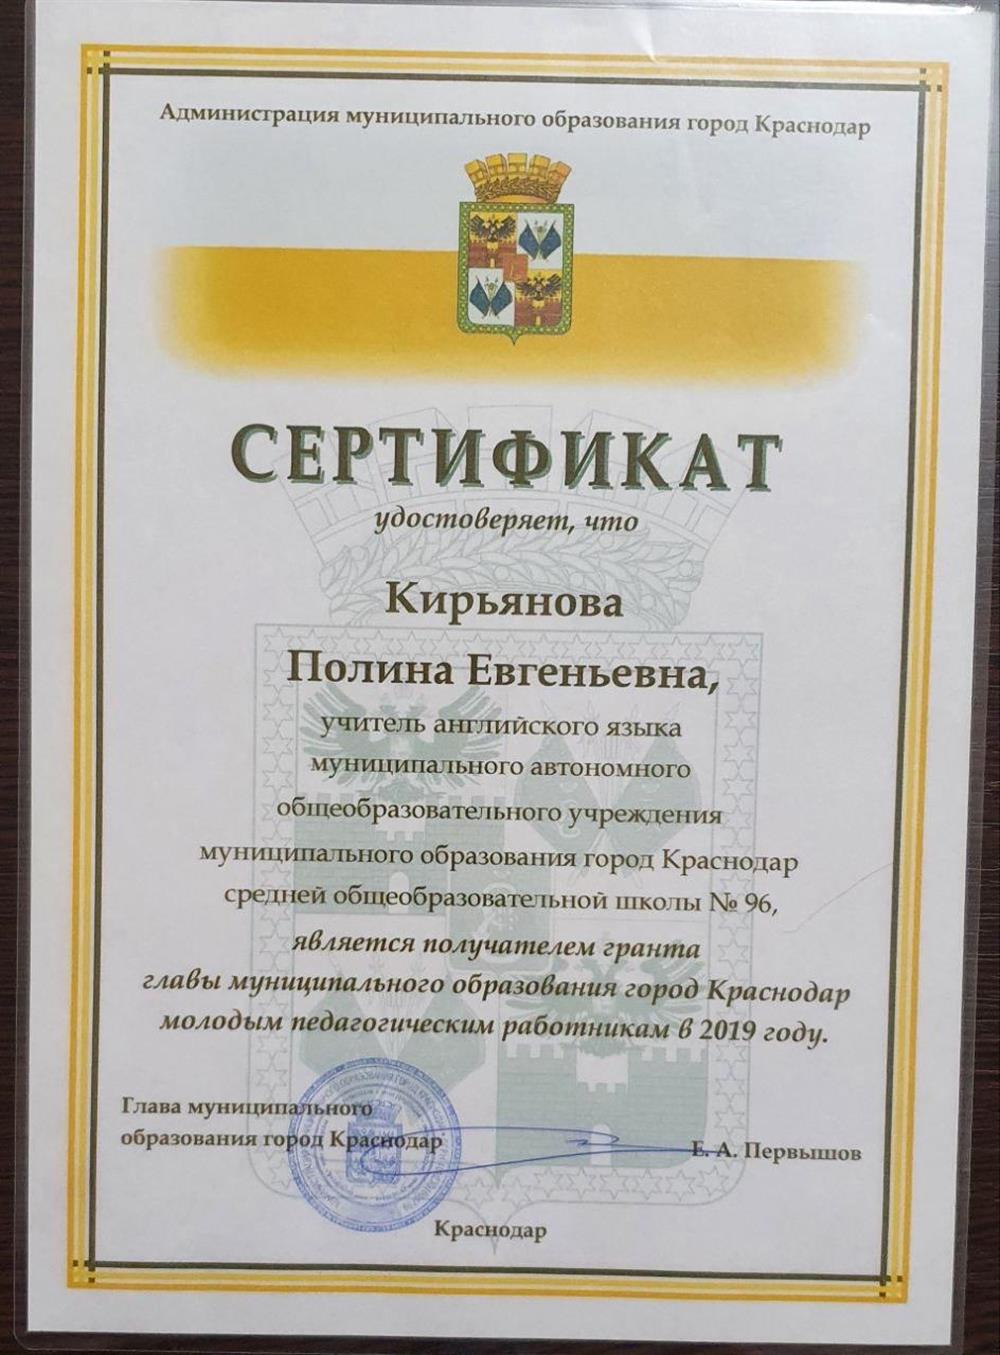 Администрация муниципального образования город Краснодар
СЕРТИФИКАТ
удостоверяет, что
Кирьянова
Полина Евгеньевна,
учитель английского языка
муниципального автономного
общеобразовательного учреждения
муниципального образования город Краснодар
средней общеобразовательной школы № 96,
является получателем гранта
главы муниципального образования город Краснодар
молодым педагогическим работникам в 2019 году.
Глава муниципального
образования город Краснодар
Е. А. Первышов
Краснодар